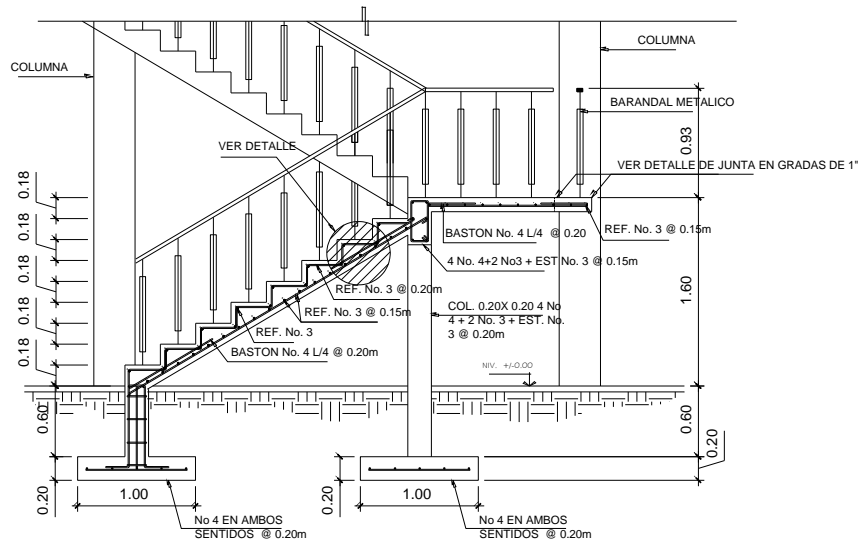 COLUMNA
COLUMNA
BARANDAL METALICO
VER DETALLE
VER DETALLE DE JUNTA EN GRADAS DE 1"
0.93
0.18
0.18
0.18
0.18
0.18
BASTON No. 4 L/4 @ 0.20
REF. No. 3 @ 0.15m
4 No. 4+2 No3 + EST No. 3 @ 0.15m
REF. No. 3 @ 0.20m
REF. No. 3 @ 0.15m
REF. No. 3
BASTON No. 4 L/4 @ 0.20m
COL. 0.20X 0.20 4 No
4 + 2 No. 3 + EST. No.
3 @ 0.20m
1.60
NIV. +/-0.00
0.60
0.60
0.20
0.20
0.20
1.00
1.00
No 4 EN AMBOS
SENTIDOS @ 0.20m
No 4 EN AMBOS
SENTIDOS @ 0.20m